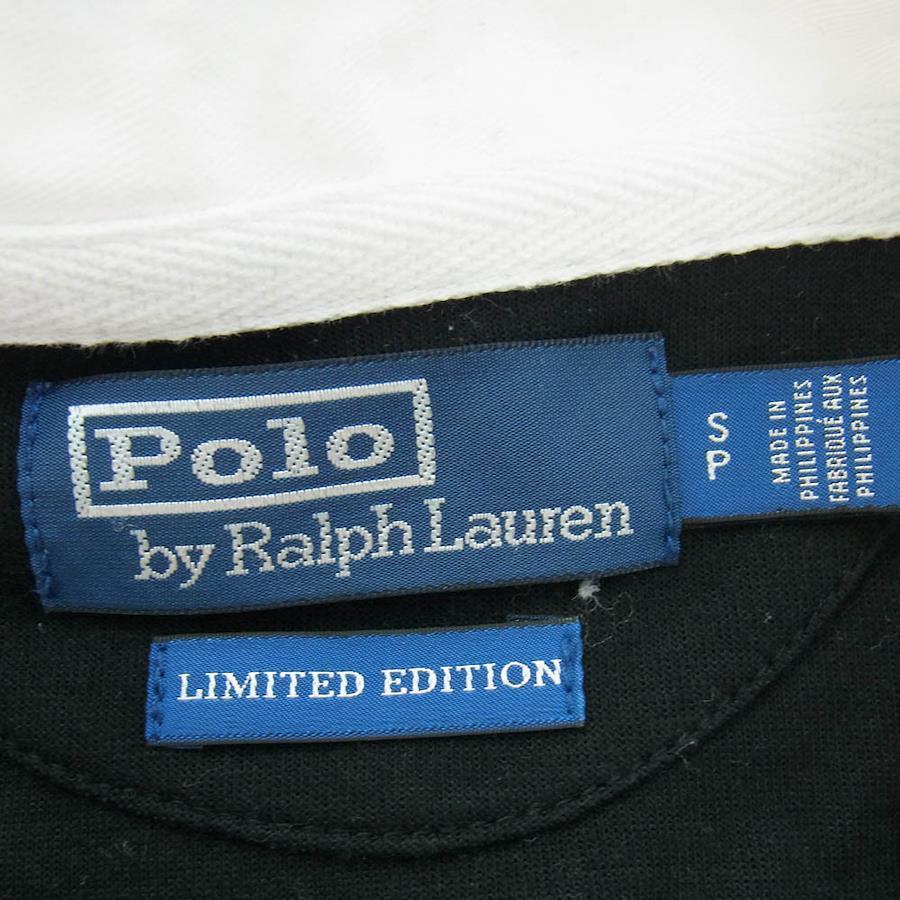 Polo
by Ralph Lauren
S
P
MADE IN
PHILIPPINES
FABRIQUÉ AUX
PHILIPPINES
LIMITED EDITION